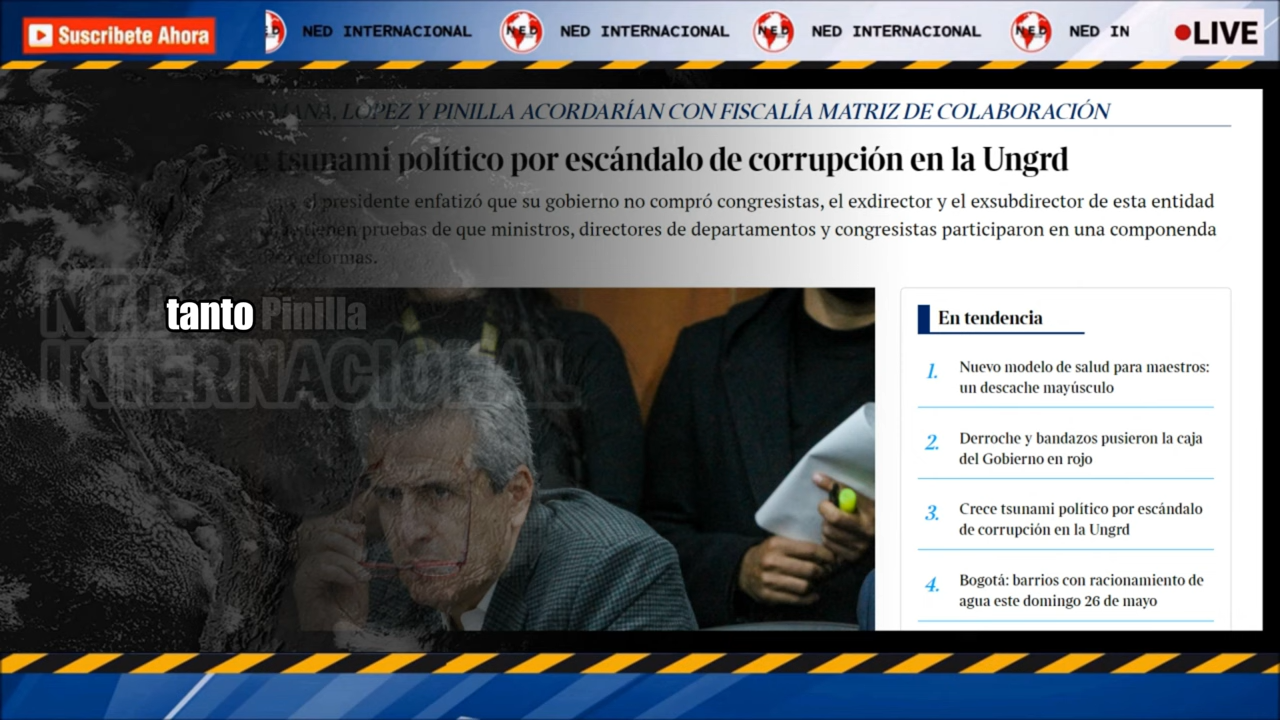 Suscribete Ahora
NED INTERNACIONAL NED INTERNACIONAL NED INTERNACIONAL NED IN
LIVE
LÓPEZ Y PINILLA ACORDARÍAN CON FISCALÍA MATRIZ DE COLABORACIÓN
tsunami político por escándalo de corrupción en la Ungrd
el presidente enfatizó que su gobierno no compró congresistas, el exdirector y el exsubdirector de esta entidad
tienen pruebas de que ministros, directores de departamentos y congresistas participaron en una componenda
reformas.
tanto Pinilla
NED
INTERNACIONAL
En tendencia
1. Nuevo modelo de salud para maestros:
un descache mayúsculo
2. Derroche y bandazos pusieron la caja
del Gobierno en rojo
3. Crece tsunami político por escándalo
de corrupción en la Ungrd
4. Bogotá: barrios con racionamiento de
agua este domingo 26 de mayo